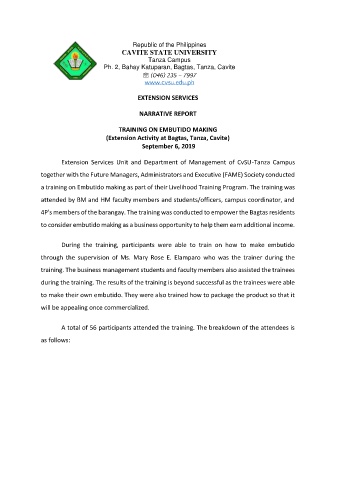 Republic of the Philippines
CAVITE STATE UNIVERSITY
Tanza Campus
Ph. 2, Bahay Katuparan, Bagtas, Tanza, Cavite
☏ (046) 235 – 7997
www.cvsu.edu.ph
EXTENSION SERVICES
NARRATIVE REPORT
TRAINING ON EMBUTIDO MAKING
(Extension Activity at Bagtas, Tanza, Cavite)
September 6, 2019
Extension Services Unit and Department of Management of CvSU-Tanza Campus
together with the Future Managers, Administrators and Executive (FAME) Society conducted
a training on Embutido making as part of their Livelihood Training Program. The training was
attended by BM and HM faculty members and students/officers, campus coordinator, and
4P's members of the barangay. The training was conducted to empower the Bagtas residents
to consider embutido making as a business opportunity to help them earn additional income.
During the training, participants were able to train on how to make embutido
through the supervision of Ms. Mary Rose E. Elamparo who was the trainer during the
training. The business management students and faculty members also assisted the trainees
during the training. The results of the training is beyond successful as the trainees were able
to make their own embutido. They were also trained how to package the product so that it
will be appealing once commercialized.
A total of 56 participants attended the training. The breakdown of the attendees is
as follows: